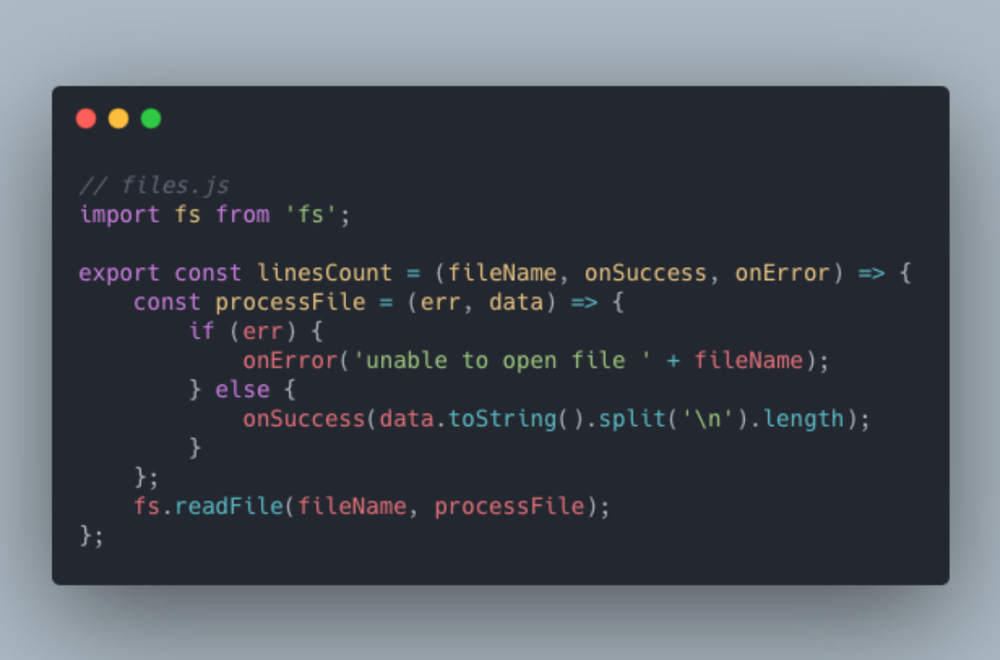 // files.js
import fs from 'fs';

export const linesCount = (fileName, onSuccess, onError) => {
    const processFile = (err, data) => {
        if (err) {
            onError('unable to open file ' + fileName);
        } else {
            onSuccess(data.toString().split('\n').length);
        }
    };
    fs.readFile(fileName, processFile);
};